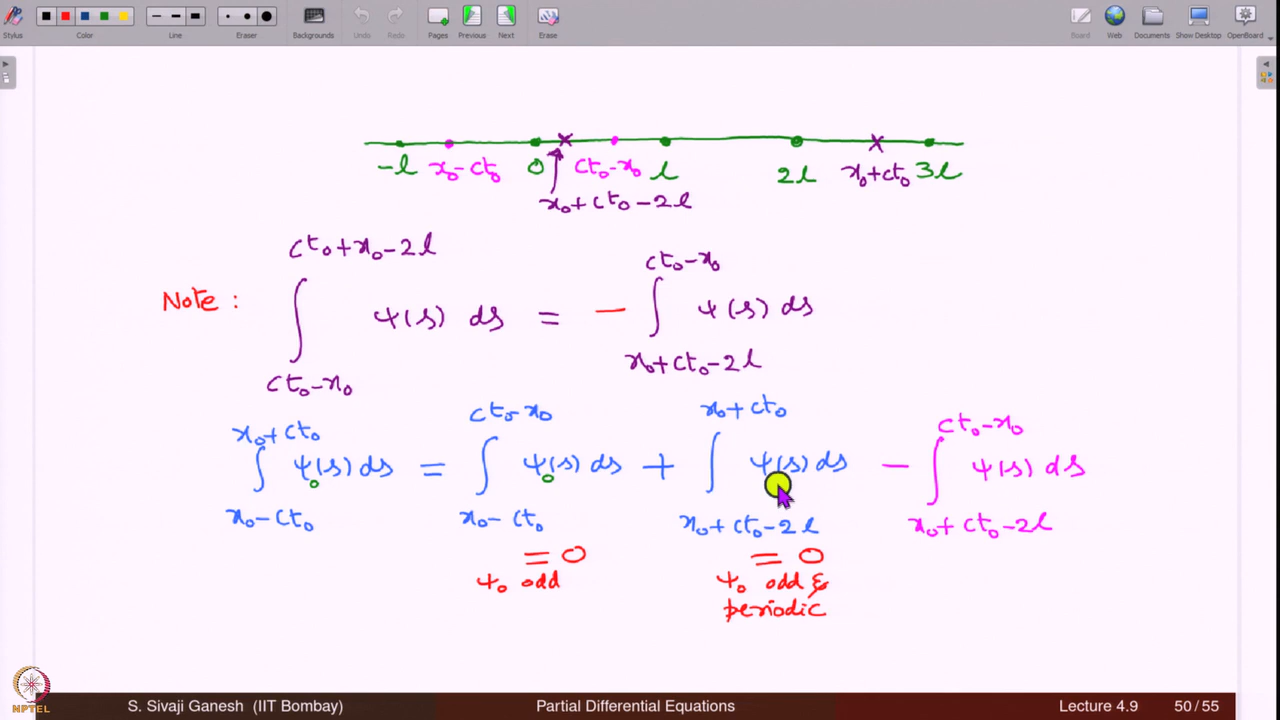 Stylus Color Line Eraser Backgrounds Undo Redo Pages Previous Next Erase Board Web Documents Show Desktop OpenBoard
-l x₀-ct₀ 0 ct₀-x₀ l 2l x₀+ct₀ 3l
x₀+ct₀-2l
Note : ∫_{ct₀-x₀}^{ct₀+x₀-2l} ψ(s) ds = - ∫_{x₀+ct₀-2l}^{ct₀-x₀} ψ(s) ds
∫_{x₀-ct₀}^{x₀+ct₀} ψ₀(s) ds = ∫_{x₀-ct₀}^{ct₀-x₀} ψ₀(s) ds + ∫_{x₀+ct₀-2l}^{x₀+ct₀} ψ(s) ds - ∫_{x₀+ct₀-2l}^{ct₀-x₀} ψ(s) ds
= 0 = 0
ψ₀ odd ψ₀ odd &
periodic
NPTEL
S. Sivaji Ganesh (IIT Bombay) Partial Differential Equations Lecture 4.9 50 / 55